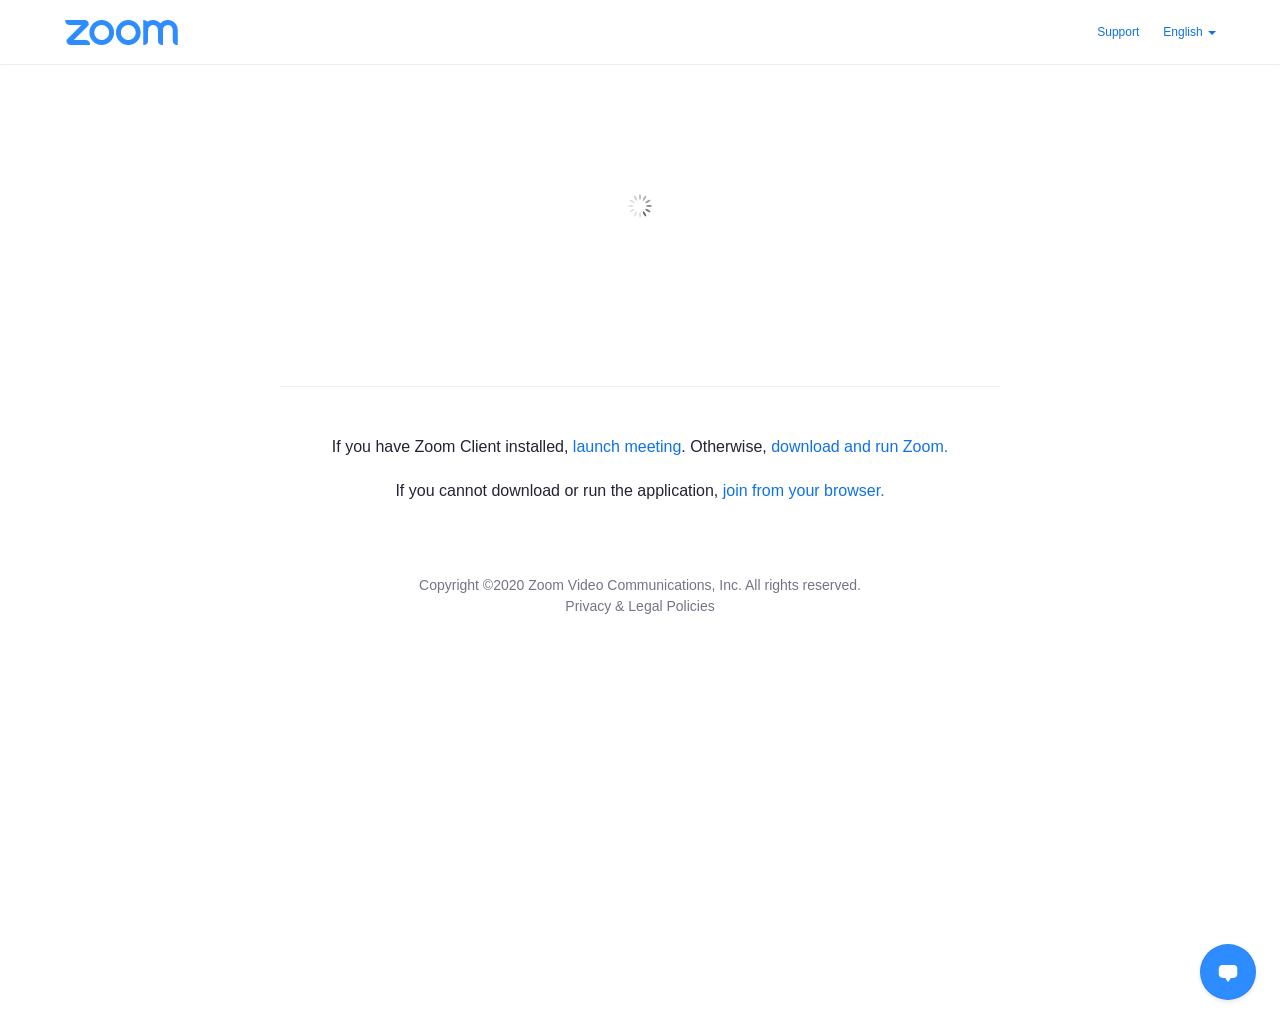 zoom
Support
English
If you have Zoom Client installed, launch meeting. Otherwise, download and run Zoom.
If you cannot download or run the application, join from your browser.
Copyright ©2020 Zoom Video Communications, Inc. All rights reserved.
Privacy & Legal Policies